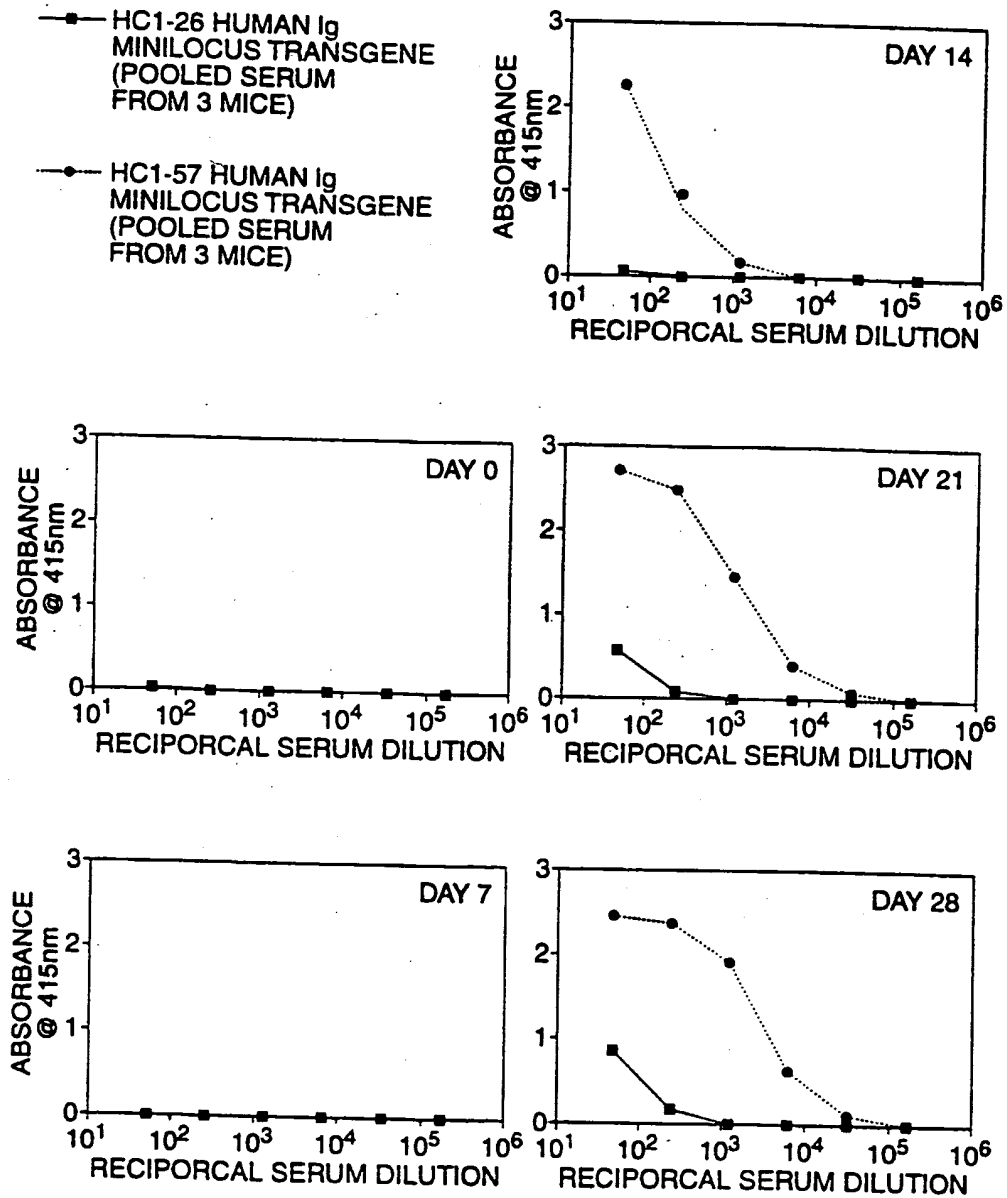 HC1-26 HUMAN Ig
MINILOCUS TRANSGENE
(POOLED SERUM
FROM 3 MICE)
HC1-57 HUMAN Ig
MINILOCUS TRANSGENE
(POOLED SERUM
FROM 3 MICE)
DAY 14
ABSORBANCE
@ 415nm
3
2
1
0
10¹ 10² 10³ 10⁴ 10⁵ 10⁶
RECIPORCAL SERUM DILUTION
DAY 0
ABSORBANCE
@ 415nm
3
2
1
0
10¹ 10² 10³ 10⁴ 10⁵ 10⁶
RECIPORCAL SERUM DILUTION
DAY 21
3
2
1
0
10¹ 10² 10³ 10⁴ 10⁵ 10⁶
RECIPORCAL SERUM DILUTION
DAY 7
ABSORBANCE
@ 415nm
3
2
1
0
10¹ 10² 10³ 10⁴ 10⁵ 10⁶
RECIPORCAL SERUM DILUTION
DAY 28
3
2
1
0
10¹ 10² 10³ 10⁴ 10⁵ 10⁶
RECIPORCAL SERUM DILUTION